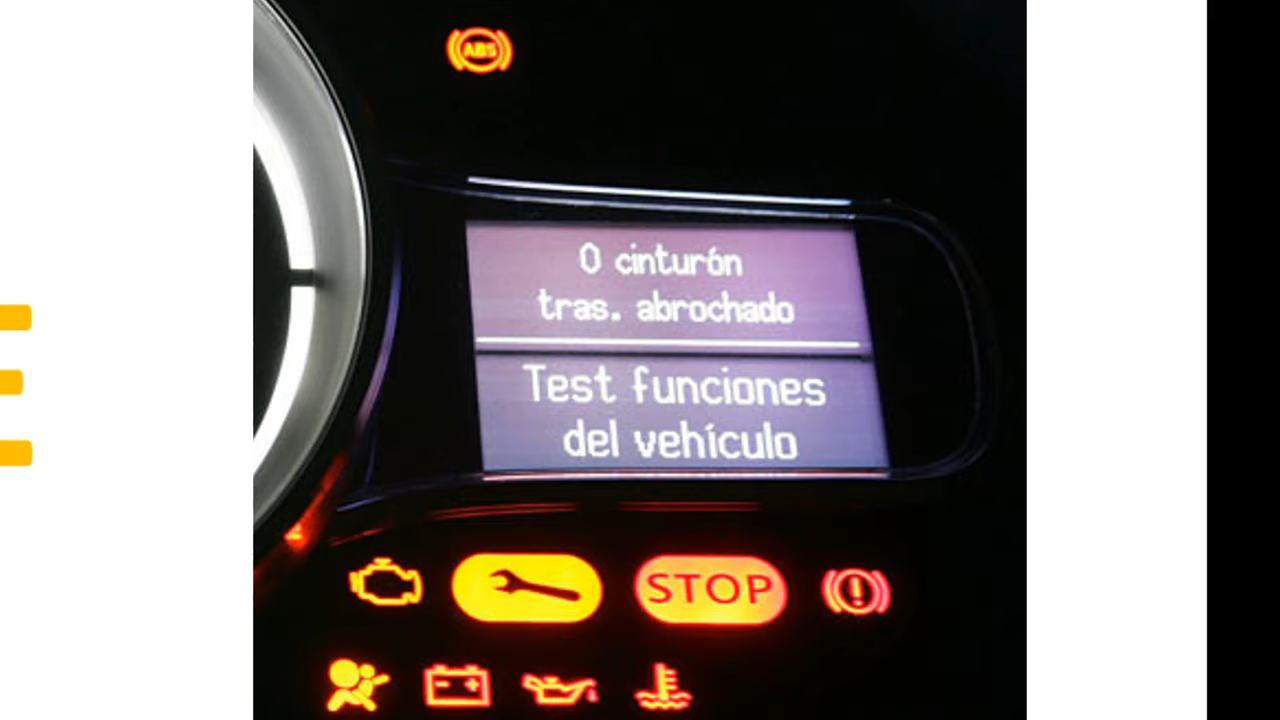 ABS
0 cinturón
tras. abrochado
Test funciones
del vehículo
STOP